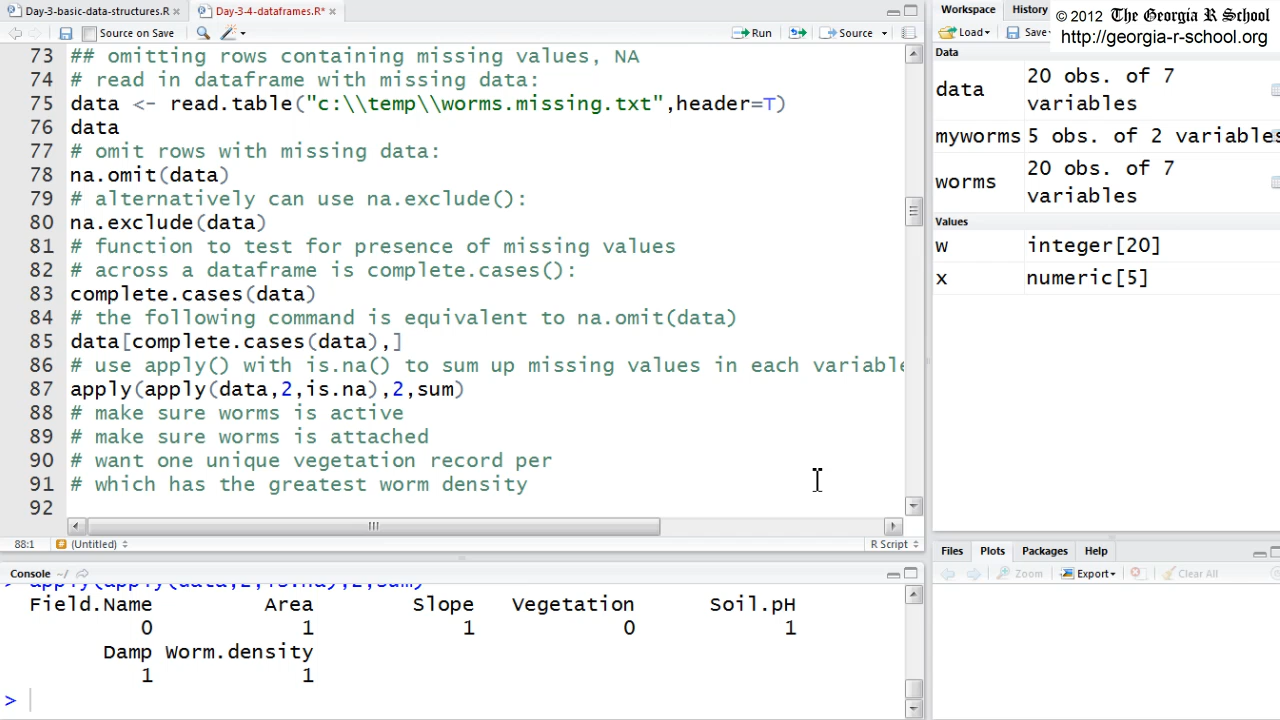 Day-3-basic-data-structures.R
Day-3-4-dataframes.R*
Workspace History
© 2012 The Georgia R School
http://georgia-r-school.org
Source on Save
Run
Source
Load
Save
73 ## omitting rows containing missing values, NA
74 # read in dataframe with missing data:
75 data <- read.table("c:\\temp\\worms.missing.txt",header=T)
76 data
77 # omit rows with missing data:
78 na.omit(data)
79 # alternatively can use na.exclude():
80 na.exclude(data)
81 # function to test for presence of missing values
82 # across a dataframe is complete.cases():
83 complete.cases(data)
84 # the following command is equivalent to na.omit(data)
85 data[complete.cases(data),]
86 # use apply() with is.na() to sum up missing values in each variable
87 apply(apply(data,2,is.na),2,sum)
88 # make sure worms is active
89 # make sure worms is attached
90 # want one unique vegetation record per
91 # which has the greatest worm density
92
88:1 (Untitled) R Script
Data
data 20 obs. of 7
variables
myworms 5 obs. of 2 variables
worms 20 obs. of 7
variables
Values
w integer[20]
x numeric[5]
Files Plots Packages Help
Zoom Export Clear All
Console ~/
> apply(apply(data,2,is.na),2,sum)
Field.Name Area Slope Vegetation Soil.pH
0 1 1 0 1
Damp Worm.density
1 1
>